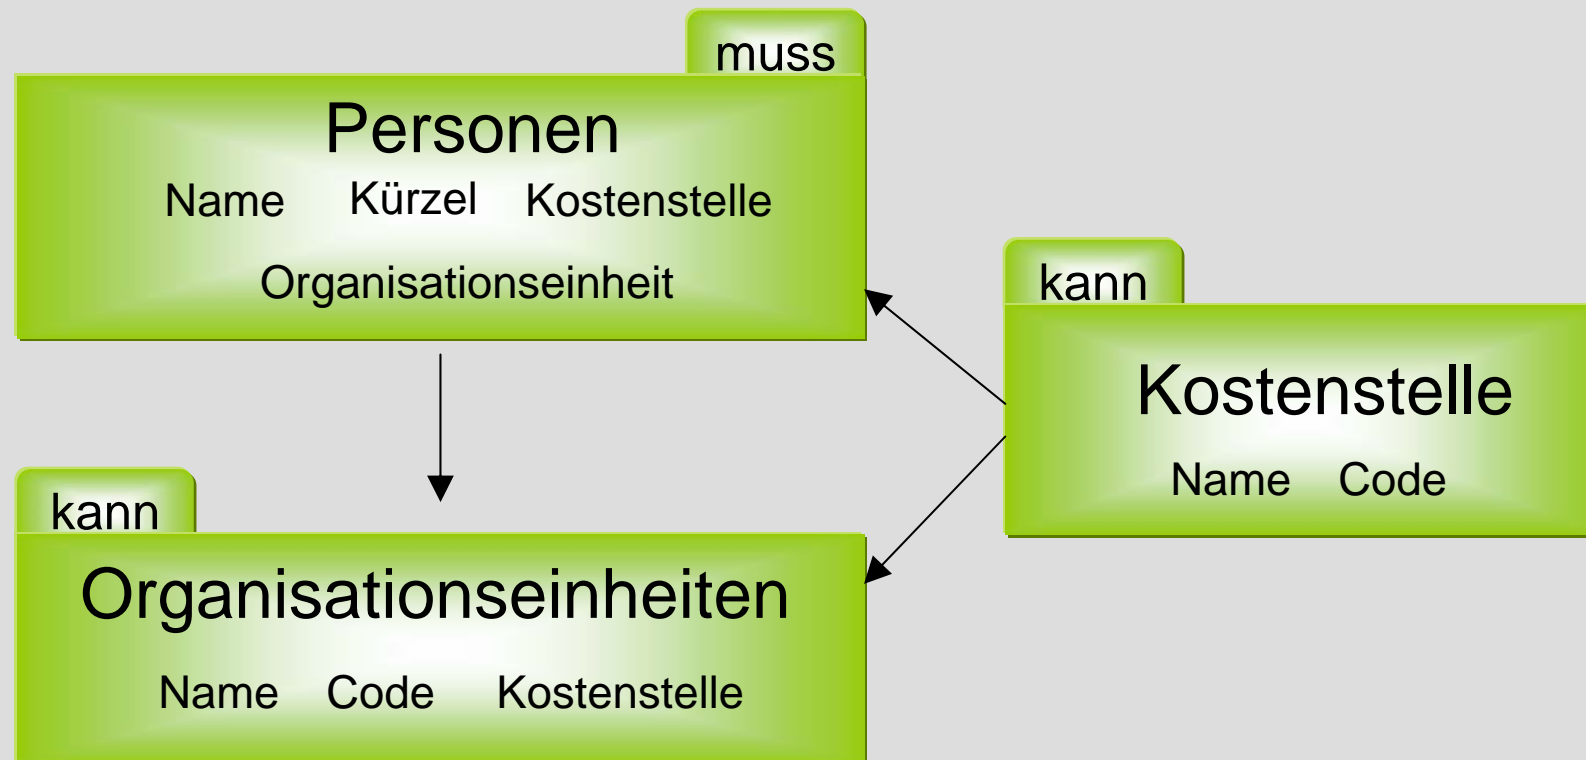 muss
Personen
Name Kürzel Kostenstelle
Organisationseinheit
kann
Kostenstelle
Name Code
kann
Organisationseinheiten
Name Code Kostenstelle